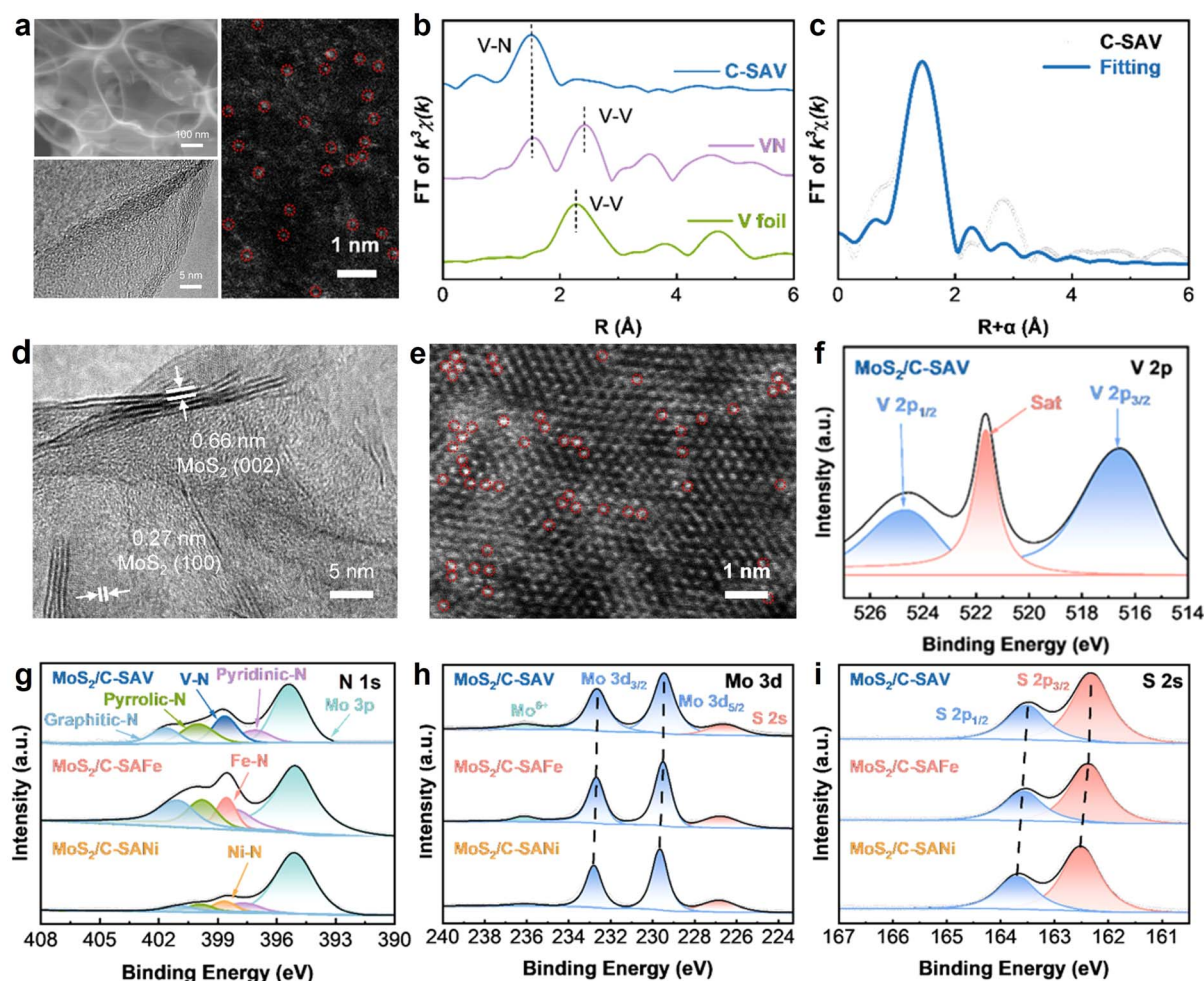 a
100 nm
5 nm
1 nm
b
V-N
C-SAV
V-V
VN
V-V
V foil
FT of k³χ(k)
0 2 4 6
R (Å)
c
C-SAV
Fitting
FT of k³χ(k)
0 2 4 6
R+α (Å)
d
0.66 nm
MoS₂ (002)
0.27 nm
MoS₂ (100)
5 nm
e
1 nm
f
MoS₂/C-SAV
V 2p
V 2p₁/₂
Sat
V 2p₃/₂
Intensity (a.u.)
526 524 522 520 518 516 514
Binding Energy (eV)
g
MoS₂/C-SAV
N 1s
V-N
Pyridinic-N
Pyrrolic-N
Graphitic-N
Mo 3p
MoS₂/C-SAFe
Fe-N
MoS₂/C-SANi
Ni-N
Intensity (a.u.)
408 405 402 399 396 393 390
Binding Energy (eV)
h
MoS₂/C-SAV
Mo 3d
Mo 3d₃/₂
Mo 3d₅/₂
Mo⁶⁺
S 2s
MoS₂/C-SAFe
MoS₂/C-SANi
Intensity (a.u.)
240 238 236 234 232 230 228 226 224
Binding Energy (eV)
i
MoS₂/C-SAV
S 2s
S 2p₃/₂
S 2p₁/₂
MoS₂/C-SAFe
MoS₂/C-SANi
Intensity (a.u.)
167 166 165 164 163 162 161
Binding Energy (eV)